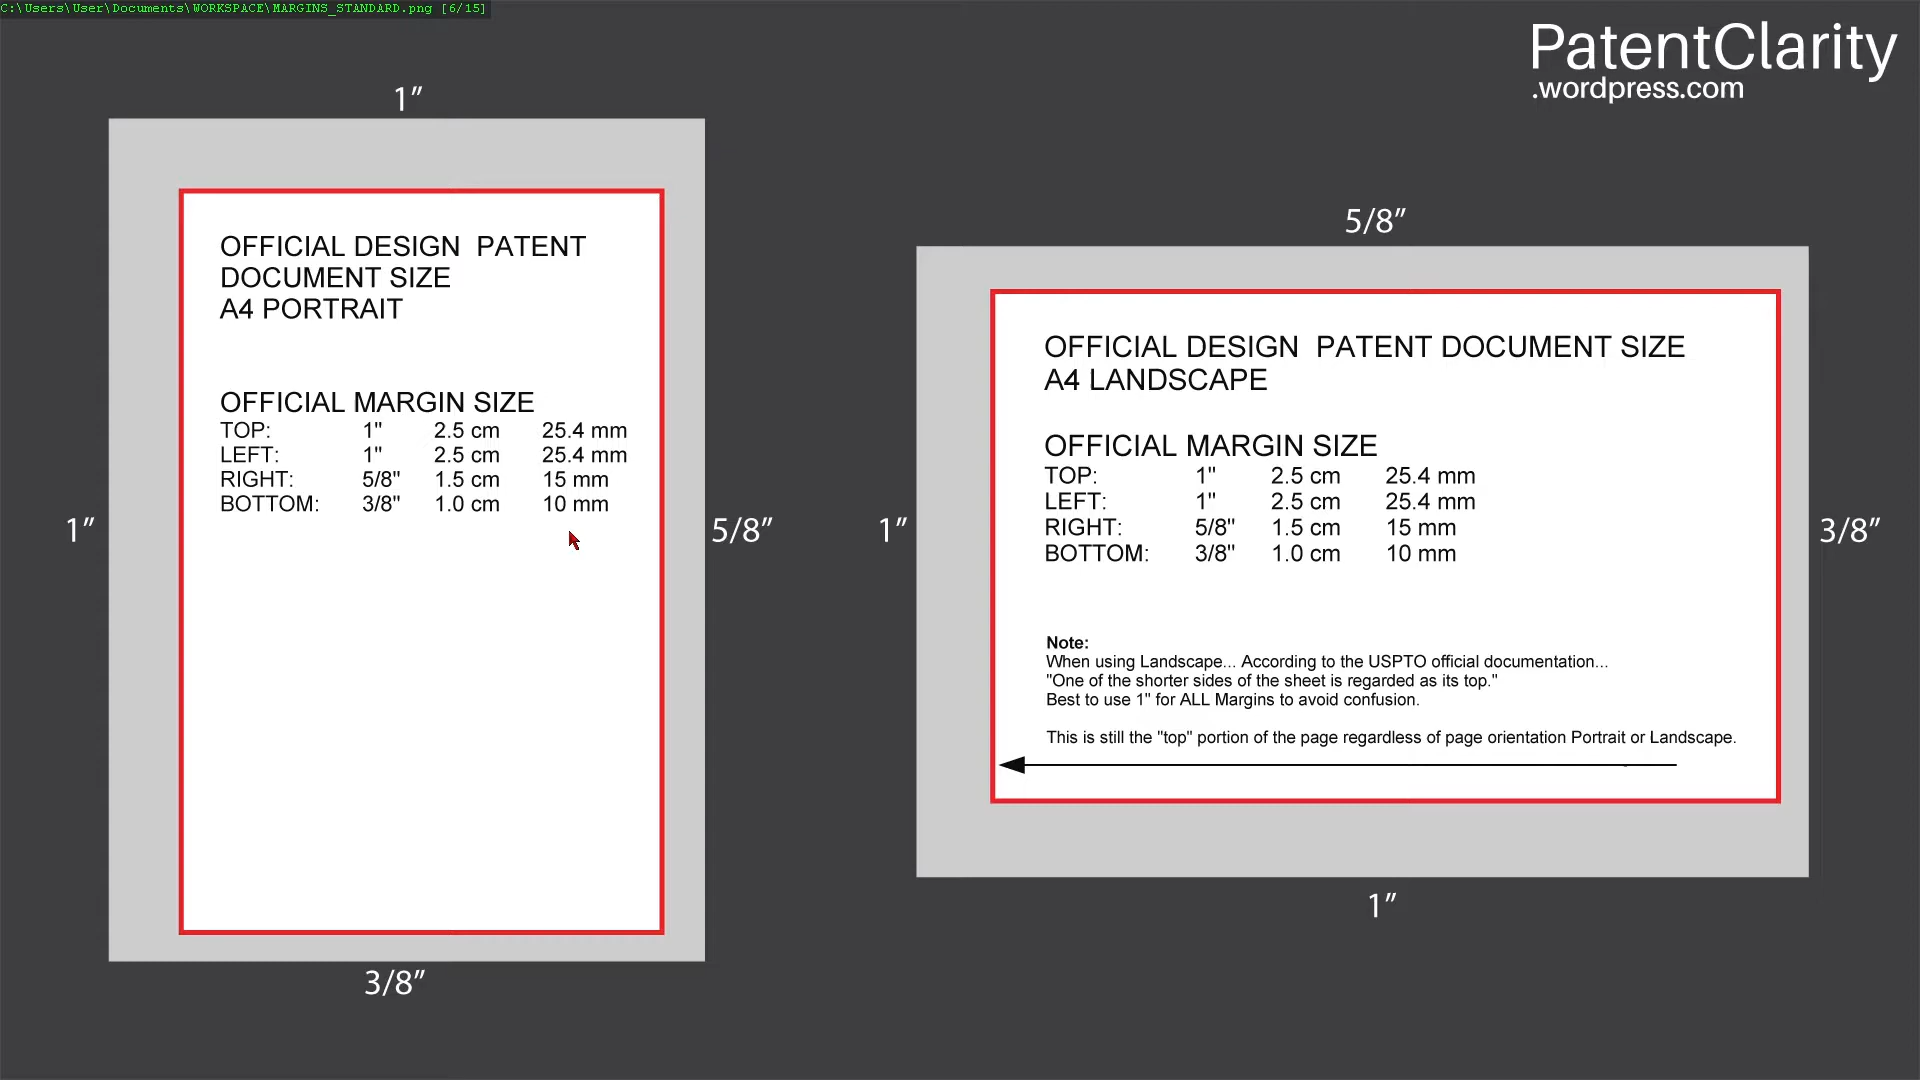 C:\Users\User\Documents\WORKSPACE\MARGINS_STANDARD.png [6/15]
PatentClarity
.wordpress.com
1”
1”
5/8”
3/8”
OFFICIAL DESIGN  PATENT
DOCUMENT SIZE
A4 PORTRAIT
OFFICIAL MARGIN SIZE
TOP: 1" 2.5 cm 25.4 mm
LEFT: 1" 2.5 cm 25.4 mm
RIGHT: 5/8" 1.5 cm 15 mm
BOTTOM: 3/8" 1.0 cm 10 mm
5/8”
1”
3/8”
1”
OFFICIAL DESIGN  PATENT DOCUMENT SIZE
A4 LANDSCAPE
OFFICIAL MARGIN SIZE
TOP: 1" 2.5 cm 25.4 mm
LEFT: 1" 2.5 cm 25.4 mm
RIGHT: 5/8" 1.5 cm 15 mm
BOTTOM: 3/8" 1.0 cm 10 mm
Note:
When using Landscape... According to the USPTO official documentation...
"One of the shorter sides of the sheet is regarded as its top."
Best to use 1" for ALL Margins to avoid confusion.
This is still the "top" portion of the page regardless of page orientation Portrait or Landscape.